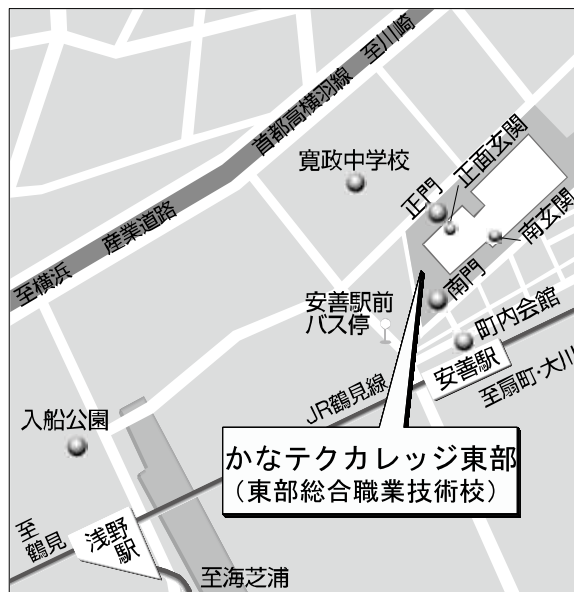 至川崎
首都高横羽線
産業道路
至横浜
寛政中学校
正門
正面玄関
南玄関
南門
安善駅前
バス停
町内会館
安善駅
至扇町・大川
JR鶴見線
入船公園
かなテクカレッジ東部
(東部総合職業技術校)
至
鶴見
浅野
駅
至海芝浦